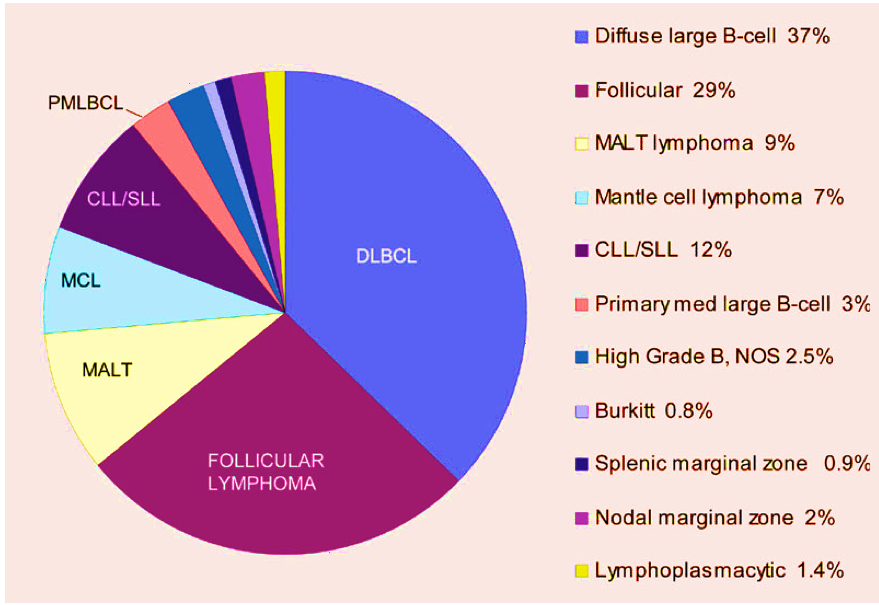 PMLBCL
CLL/SLL
MCL
MALT
DLBCL
FOLLICULAR
LYMPHOMA
Diffuse large B-cell 37%
Follicular 29%
MALT lymphoma 9%
Mantle cell lymphoma 7%
CLL/SLL 12%
Primary med large B-cell 3%
High Grade B, NOS 2.5%
Burkitt 0.8%
Splenic marginal zone 0.9%
Nodal marginal zone 2%
Lymphoplasmacytic 1.4%